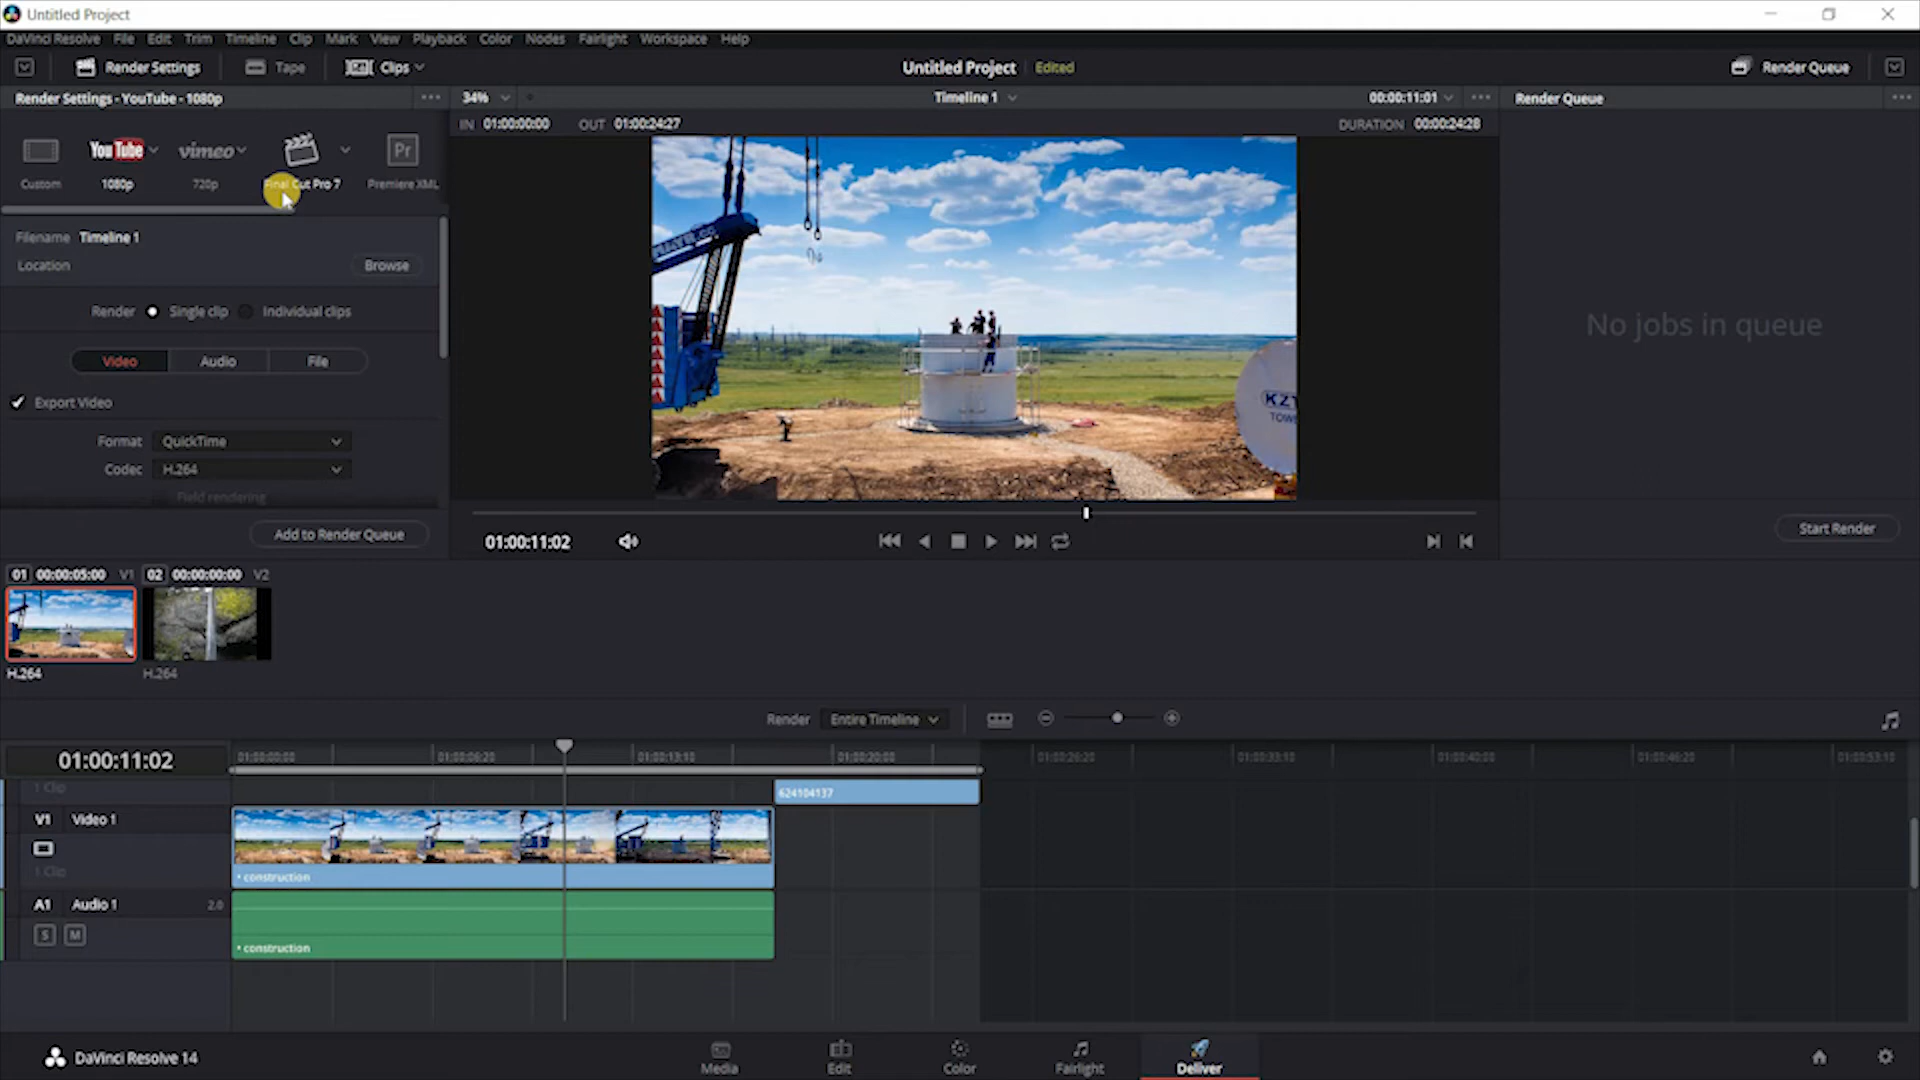 Untitled Project
DaVinci Resolve File Edit Trim Timeline Clip Mark View Playback Color Nodes Fairlight Workspace Help
Render Settings Tape Clips Untitled Project Edited Render Queue
Render Settings - YouTube - 1080p 34% Timeline 1 00:00:11:01 Render Queue
IN 01:00:00:00 OUT 01:00:24:27 DURATION 00:00:24:28
YouTube vimeo Pr
Custom 1080p 720p Final Cut Pro 7 Premiere XML
Filename Timeline 1
Location Browse
Render Single clip Individual clips
Video Audio File
Export Video
Format QuickTime
Codec H.264
Field rendering
Add to Render Queue
KZT
TOWE
No jobs in queue
Start Render
01:00:11:02
01 00:00:05:00 V1 02 00:00:00:00 V2
H.264 H.264
Render Entire Timeline
01:00:11:02 01:00:00:00 01:00:06:20 01:00:13:10 01:00:20:00 01:00:26:20 01:00:33:10 01:00:40:00 01:00:46:20 01:00:53:10
1 Clip
624104137
V1 Video 1
1 Clip
• construction
A1 Audio 1 2.0
S M
• construction
DaVinci Resolve 14 Media Edit Color Fairlight Deliver